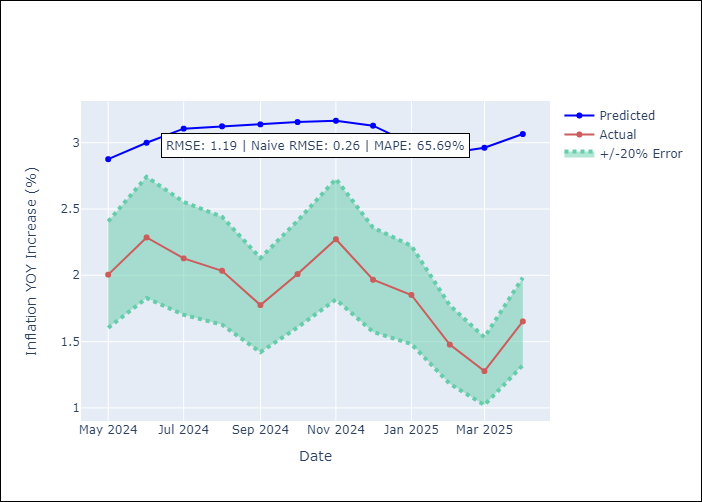 Predicted
Actual
+/-20% Error
RMSE: 1.19 | Naive RMSE: 0.26 | MAPE: 65.69%
Inflation YOY Increase (%)
3
2.5
2
1.5
1
May 2024
Jul 2024
Sep 2024
Nov 2024
Jan 2025
Mar 2025
Date